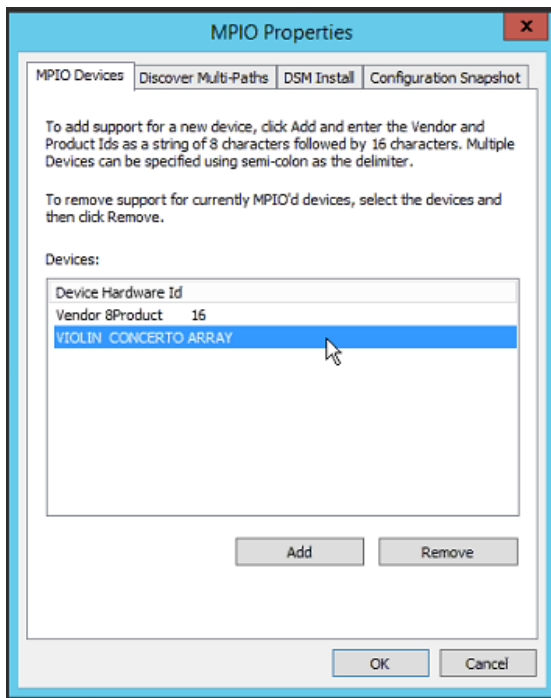 MPIO Properties
x
MPIO Devices Discover Multi-Paths DSM Install Configuration Snapshot
To add support for a new device, click Add and enter the Vendor and
Product Ids as a string of 8 characters followed by 16 characters. Multiple
Devices can be specified using semi-colon as the delimiter.
To remove support for currently MPIO'd devices, select the devices and
then click Remove.
Devices:
Device Hardware Id
Vendor 8Product 16
VIOLIN CONCERTO ARRAY
Add Remove
OK Cancel